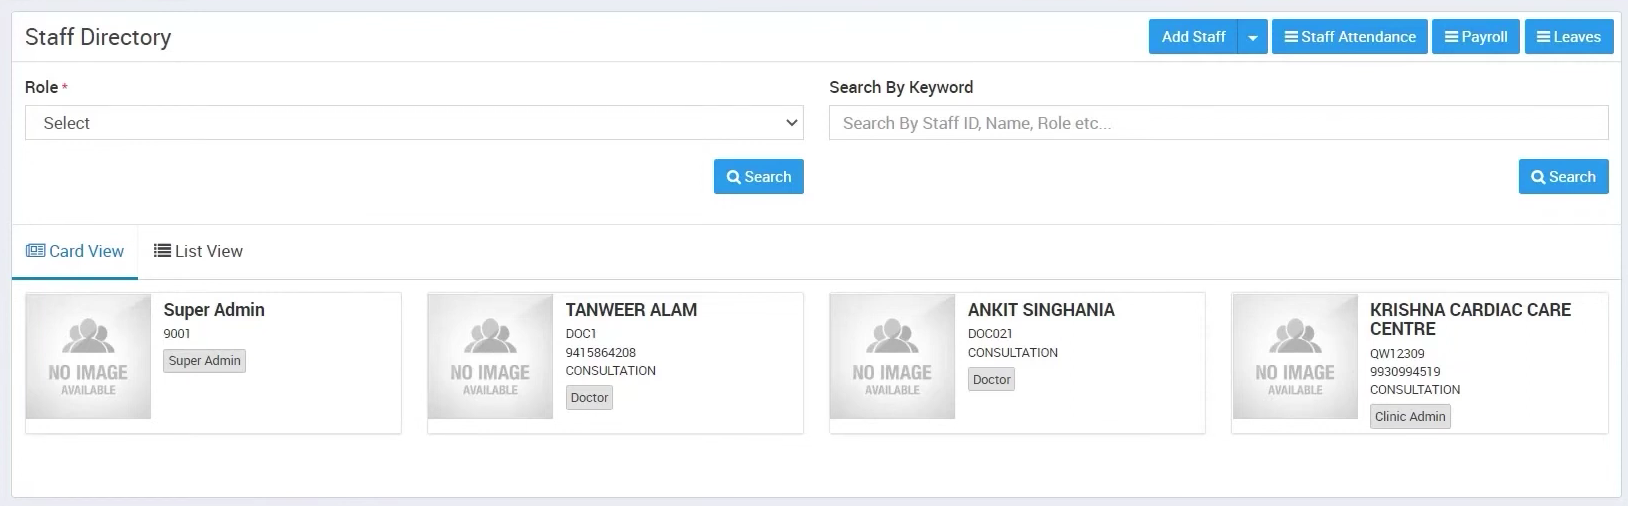 Staff Directory
Add Staff
Staff Attendance
Payroll
Leaves
Role *
Select
Search
Search By Keyword
Search By Staff ID, Name, Role etc...
Search
Card View
List View
NO IMAGE
AVAILABLE
Super Admin
9001
Super Admin
NO IMAGE
AVAILABLE
TANWEER ALAM
DOC1
9415864208
CONSULTATION
Doctor
NO IMAGE
AVAILABLE
ANKIT SINGHANIA
DOC021
CONSULTATION
Doctor
NO IMAGE
AVAILABLE
KRISHNA CARDIAC CARE
CENTRE
QW12309
9930994519
CONSULTATION
Clinic Admin